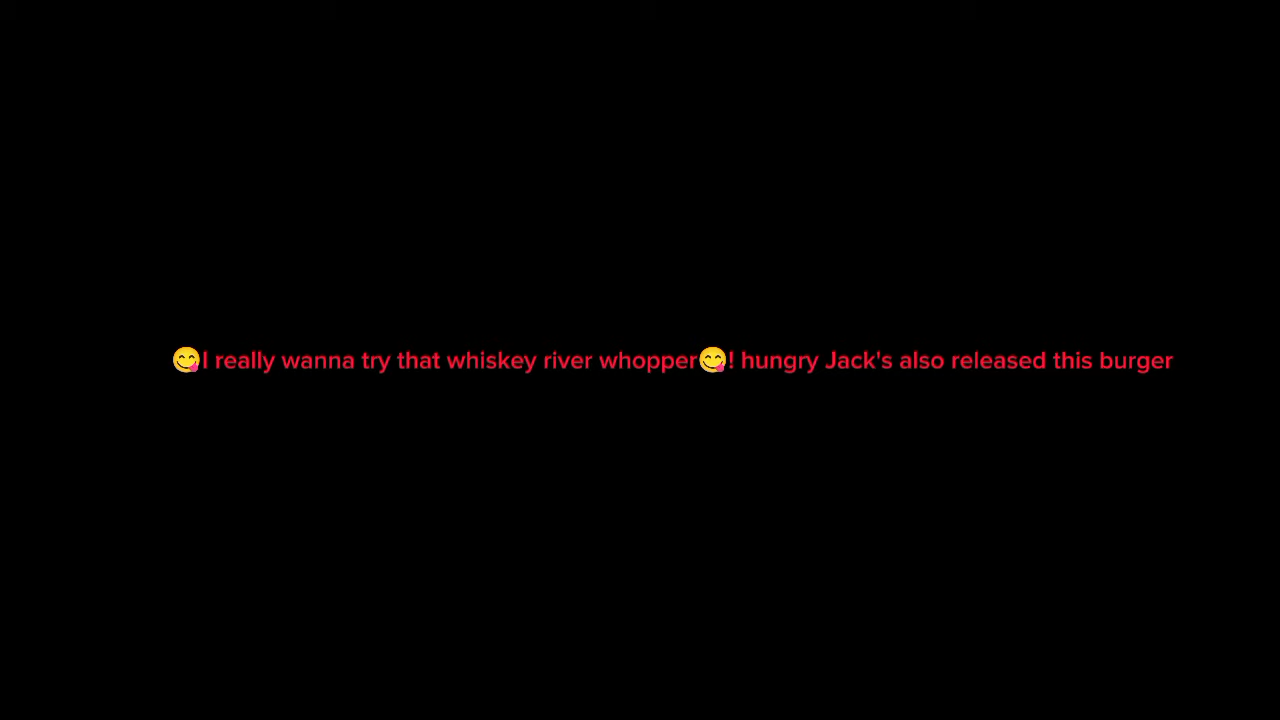 😋I really wanna try that whiskey river whopper😋! hungry Jack's also released this burger